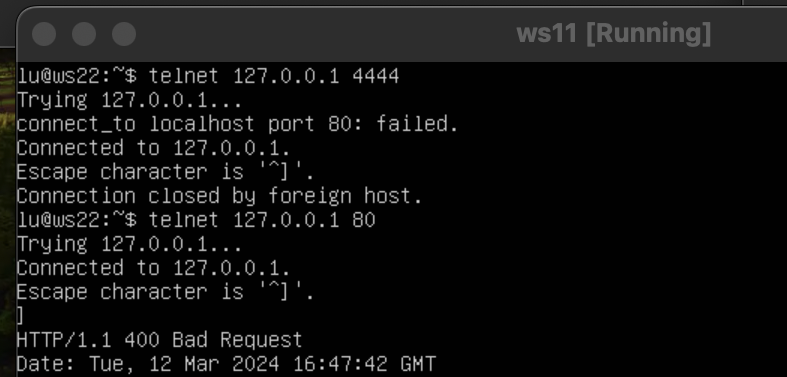 ws11 [Running]
lu@ws22:~$ telnet 127.0.0.1 4444
Trying 127.0.0.1...
connect_to localhost port 80: failed.
Connected to 127.0.0.1.
Escape character is '^]'.
Connection closed by foreign host.
lu@ws22:~$ telnet 127.0.0.1 80
Trying 127.0.0.1...
Connected to 127.0.0.1.
Escape character is '^]'.
]
HTTP/1.1 400 Bad Request
Date: Tue, 12 Mar 2024 16:47:42 GMT